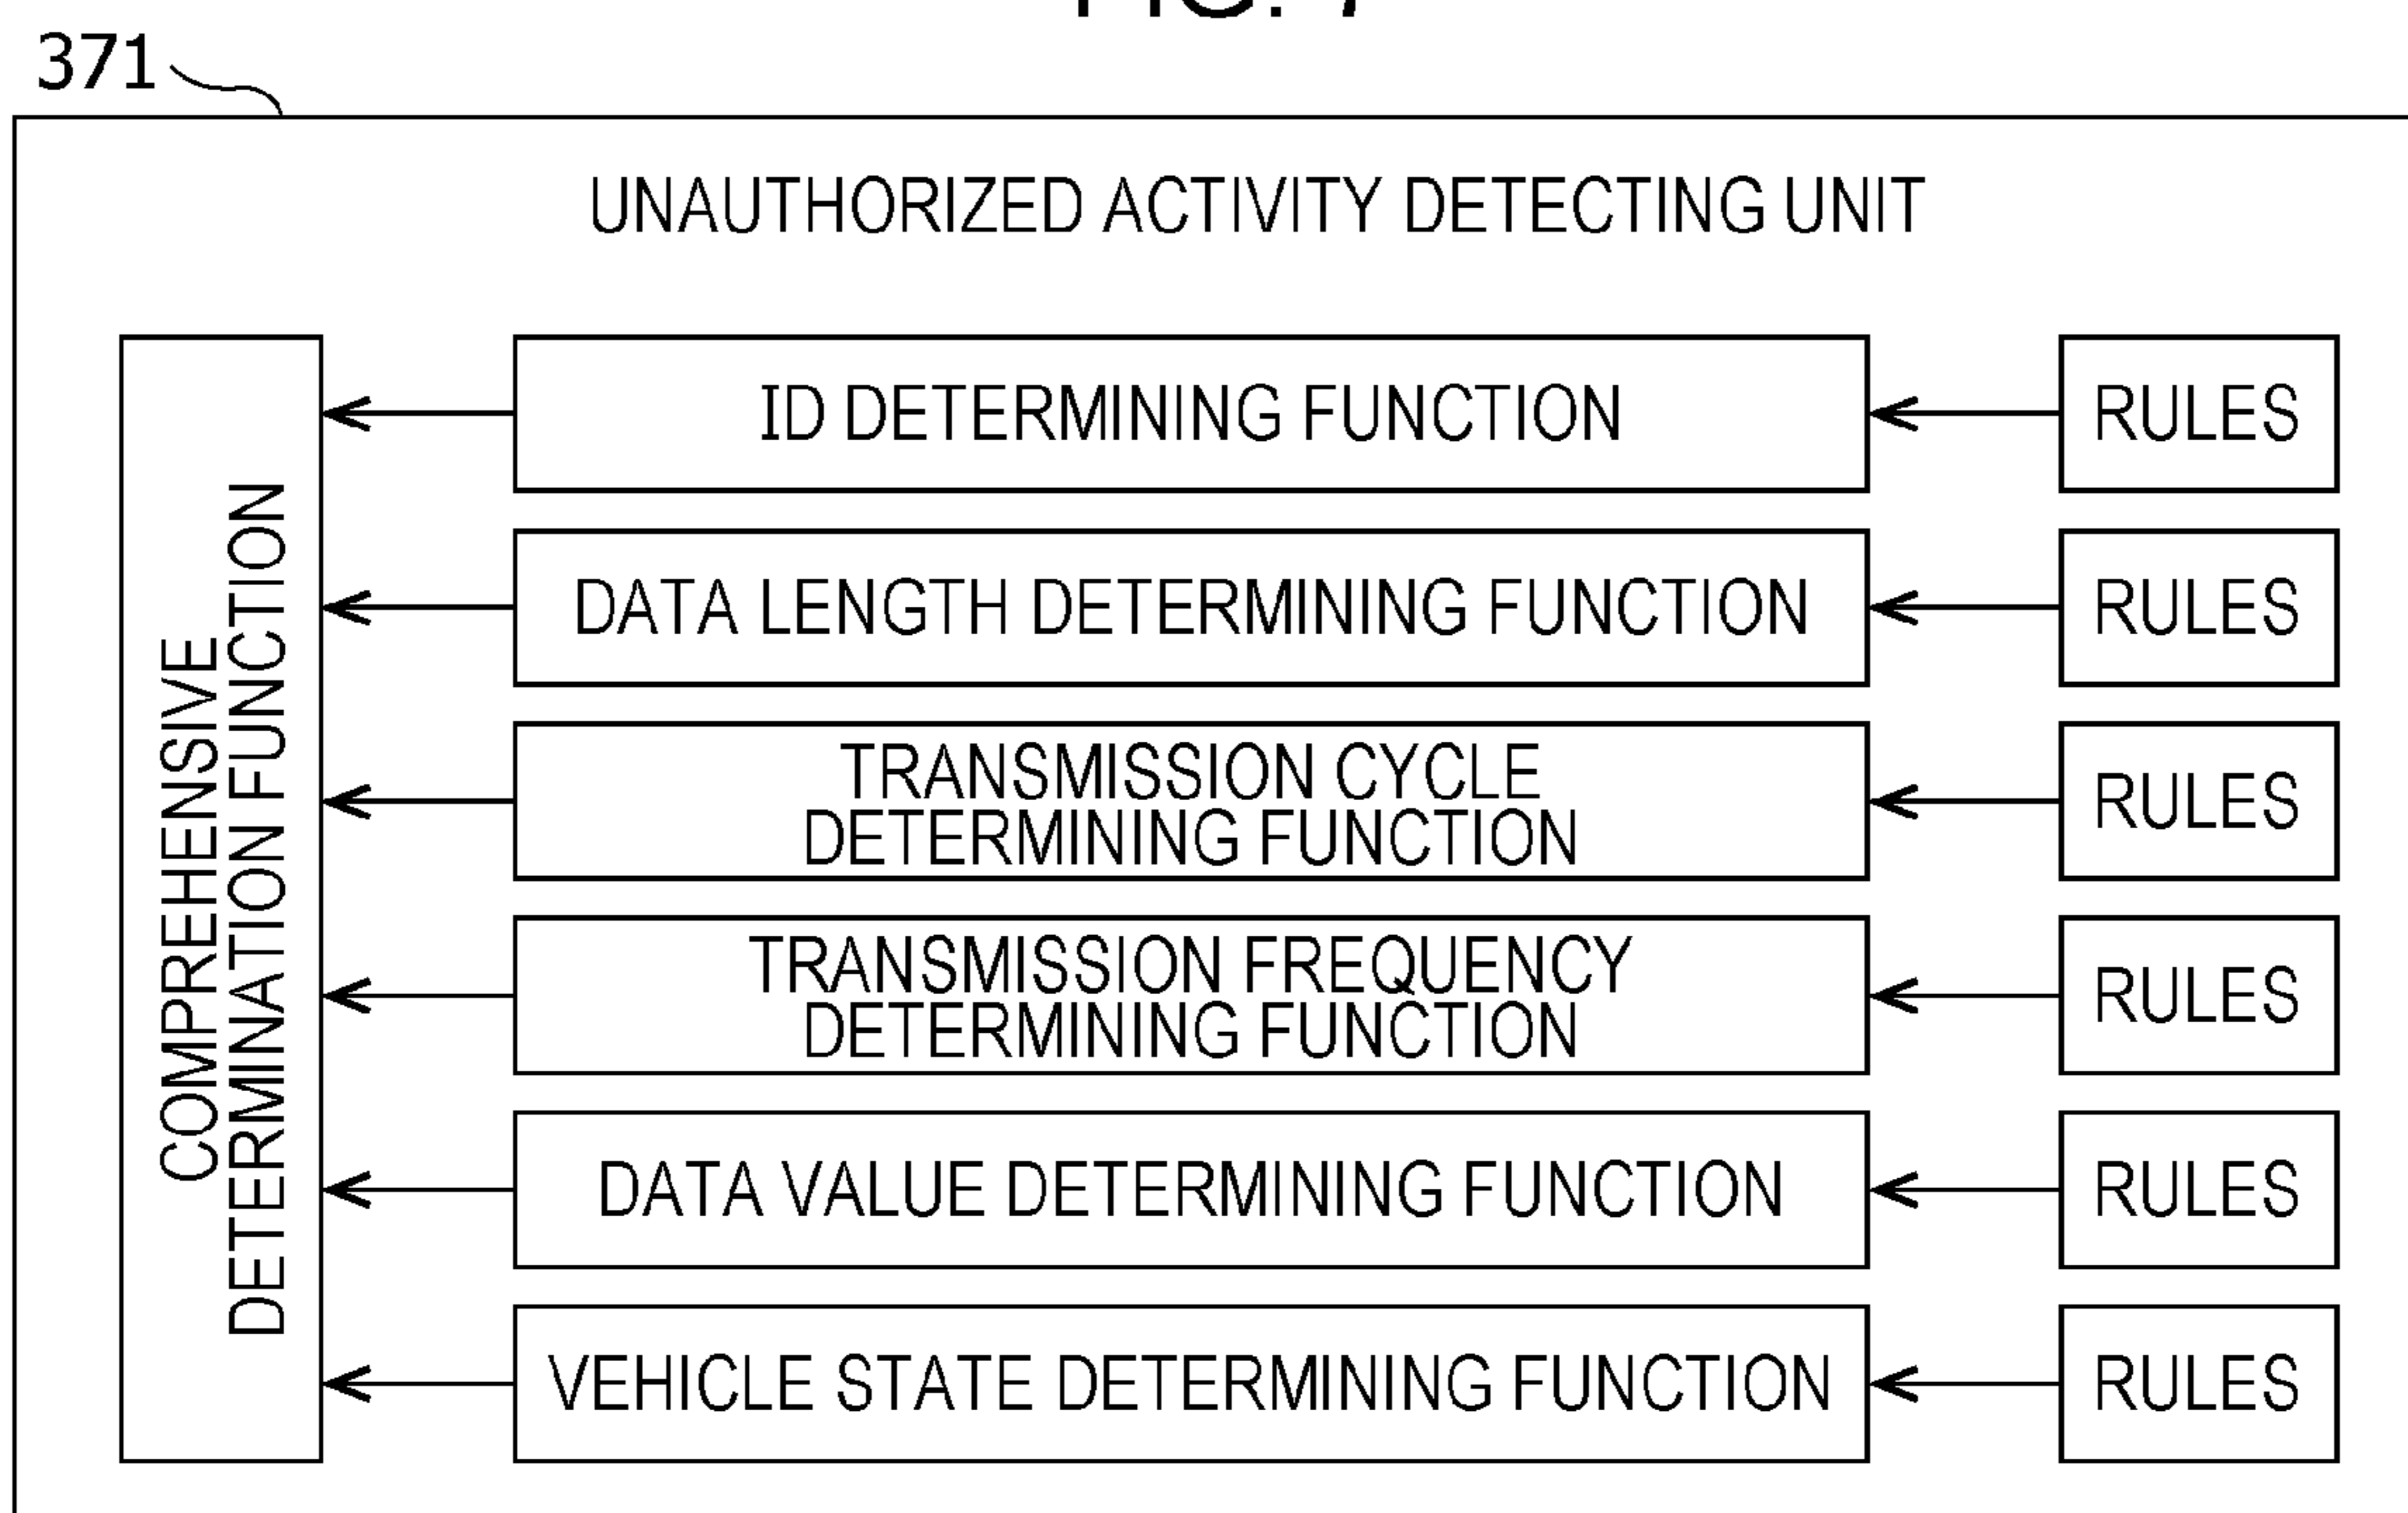 371
UNAUTHORIZED ACTIVITY DETECTING UNIT
COMPREHENSIVE
DETERMINATION FUNCTION
ID DETERMINING FUNCTION
RULES
DATA LENGTH DETERMINING FUNCTION
RULES
TRANSMISSION CYCLE
DETERMINING FUNCTION
RULES
TRANSMISSION FREQUENCY
DETERMINING FUNCTION
RULES
DATA VALUE DETERMINING FUNCTION
RULES
VEHICLE STATE DETERMINING FUNCTION
RULES